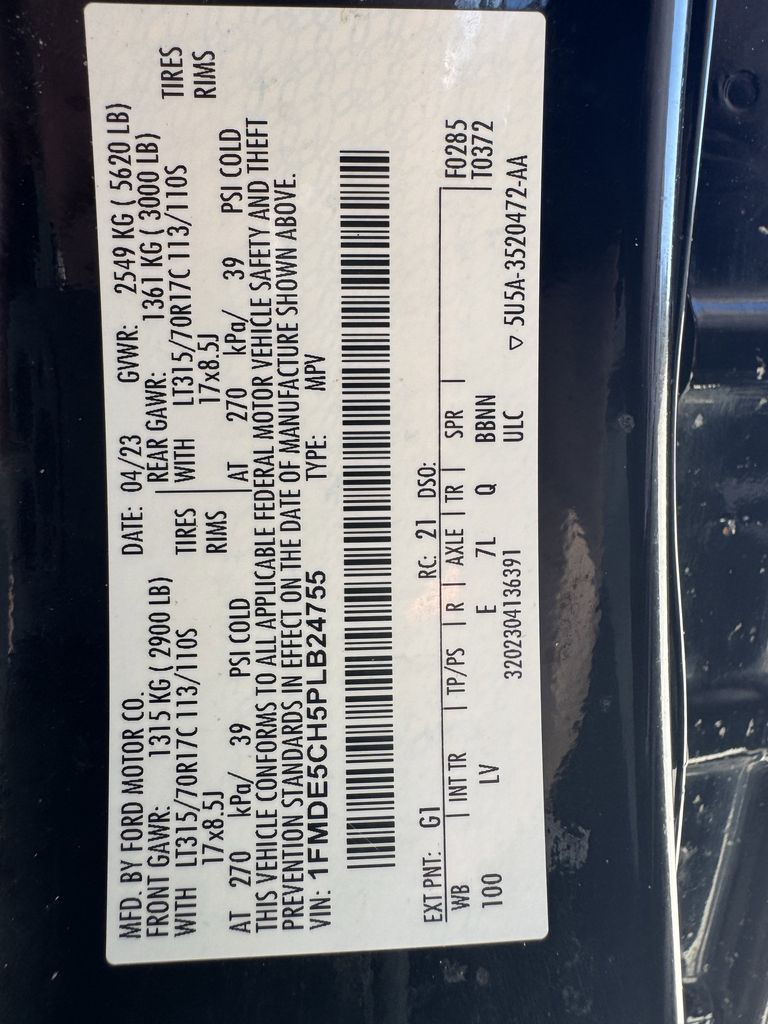 MFD. BY FORD MOTOR CO. DATE: 04/23 GVWR: 2549 KG ( 5620 LB)
FRONT GAWR: 1315 KG ( 2900 LB) REAR GAWR: 1361 KG ( 3000 LB)
WITH LT315/70R17C 113/110S TIRES WITH LT315/70R17C 113/110S TIRES
17x8.5J RIMS 17x8.5J RIMS
AT 270 kPa/ 39 PSI COLD AT 270 kPa/ 39 PSI COLD
THIS VEHICLE CONFORMS TO ALL APPLICABLE FEDERAL MOTOR VEHICLE SAFETY AND THEFT
PREVENTION STANDARDS IN EFFECT ON THE DATE OF MANUFACTURE SHOWN ABOVE.
VIN: 1FMDE5CH5PLB24755 TYPE: MPV
EXT PNT: G1 RC: 21 DSO: F0285
WB INT TR TP/PS R AXLE TR SPR T0372
100 LV E 7L Q BBNN
3202304136391 ULC ▽ 5U5A-3520472-AA